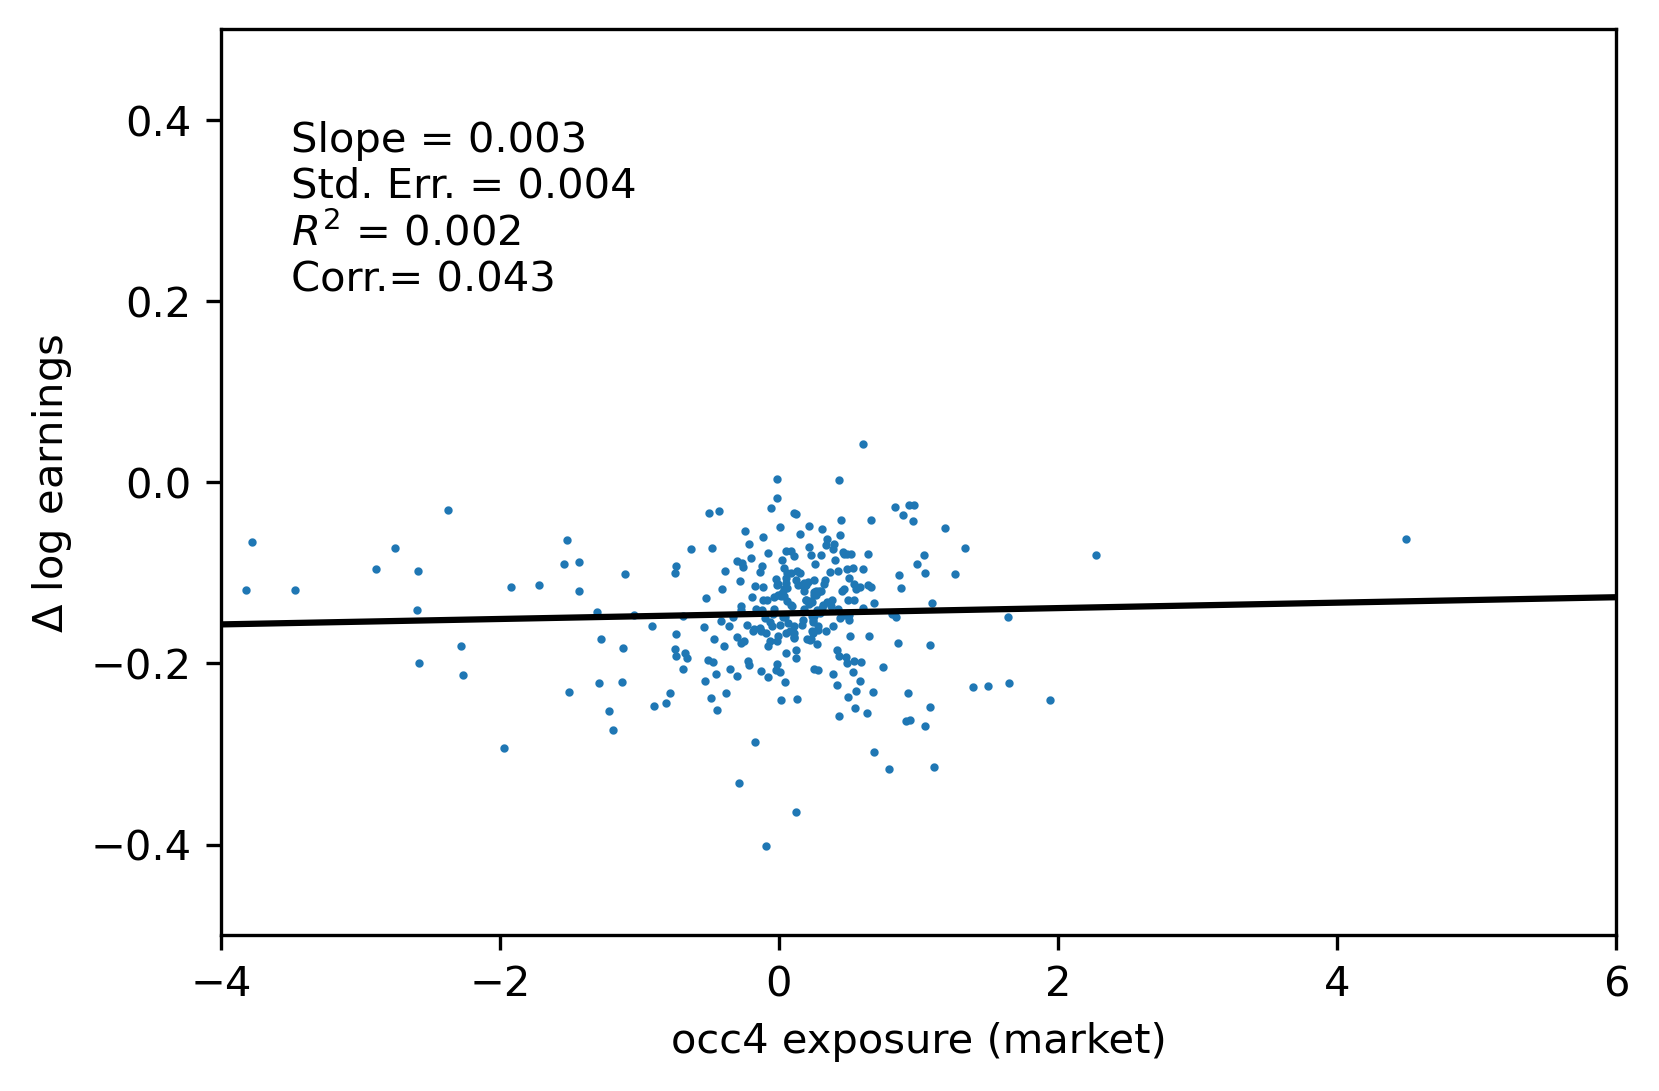 Slope = 0.003
Std. Err. = 0.004
R² = 0.002
Corr.= 0.043
0.4
0.2
0.0
−0.2
−0.4
Δ log earnings
−4
−2
0
2
4
6
occ4 exposure (market)